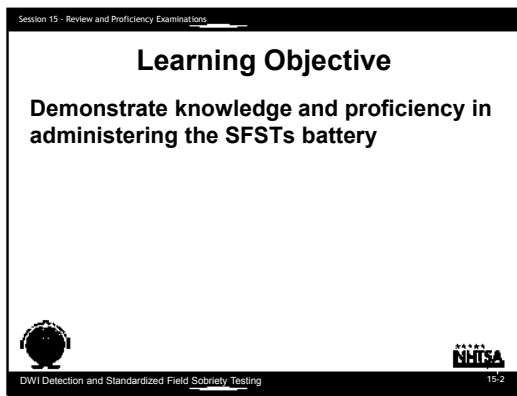 Session 15 - Review and Proficiency Examinations
Learning Objective
Demonstrate knowledge and proficiency in
administering the SFSTs battery
NHTSA
DWI Detection and Standardized Field Sobriety Testing
15-2